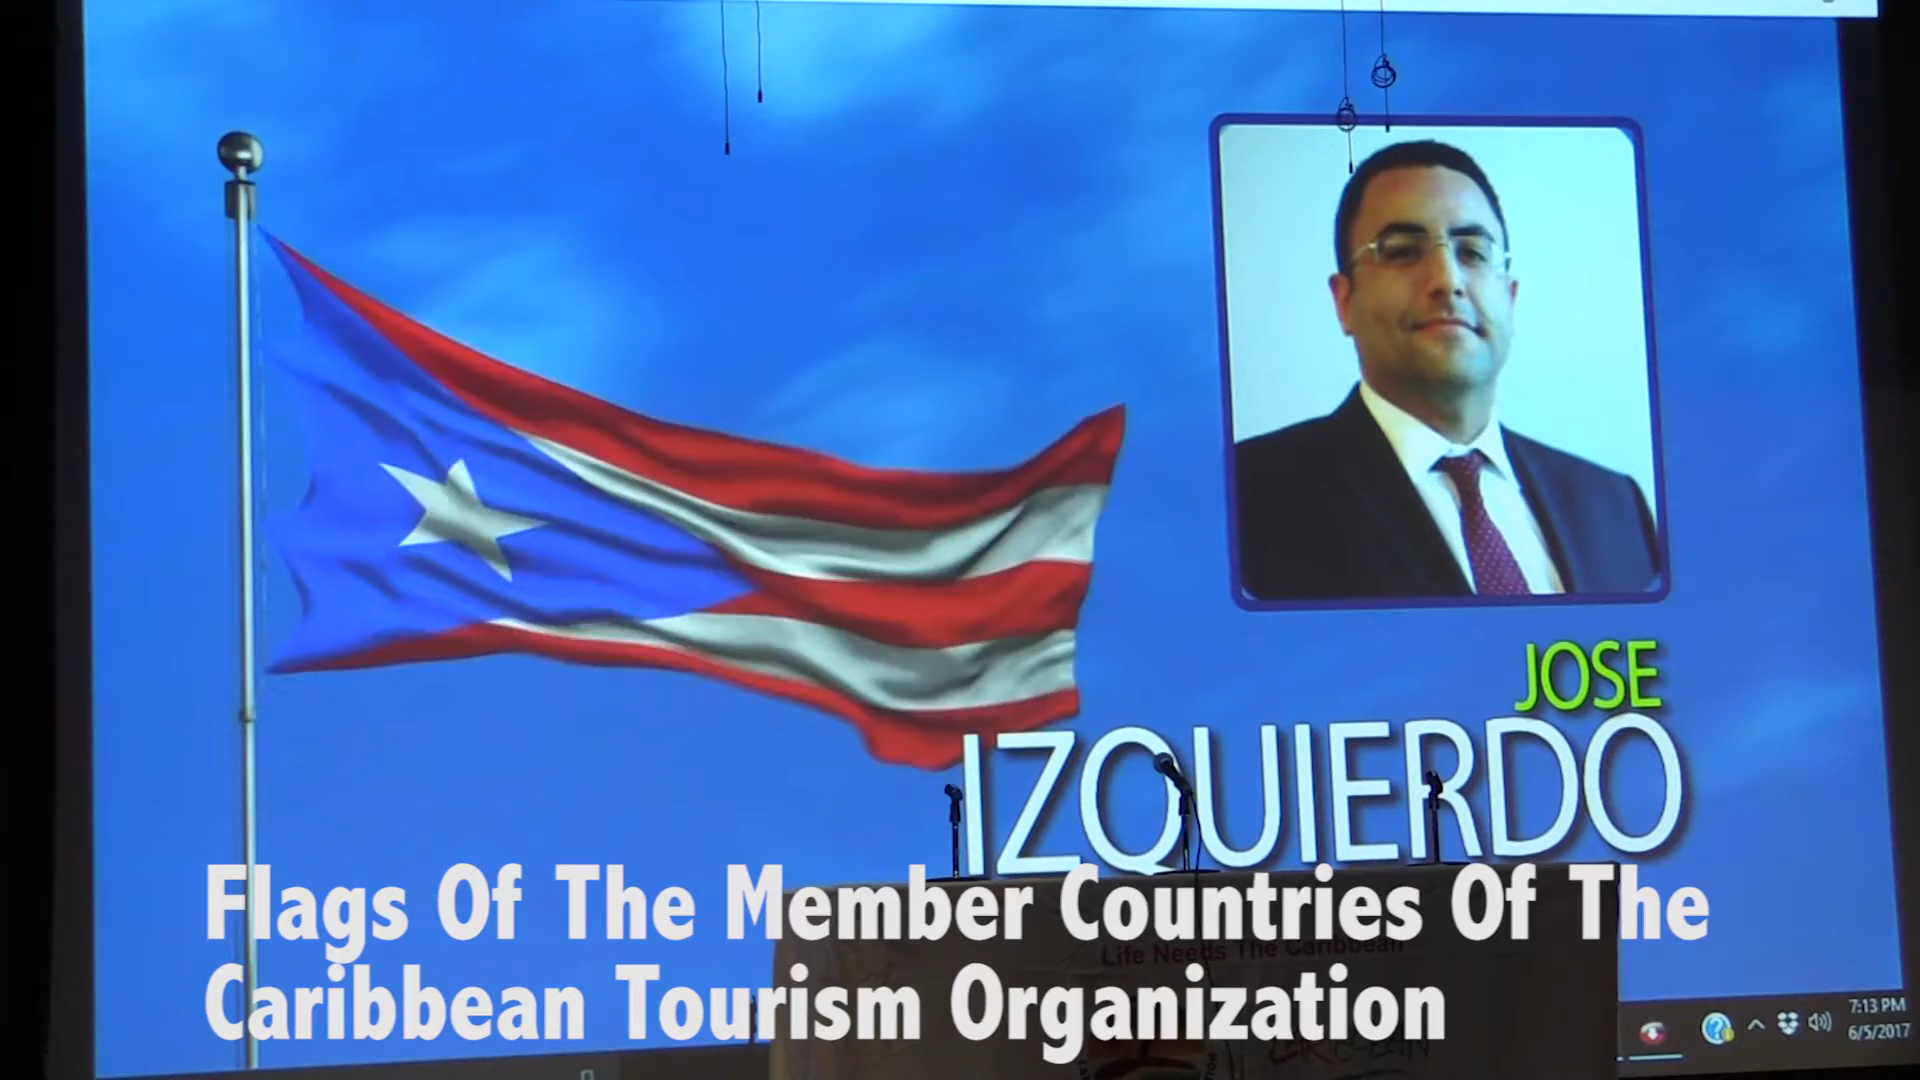 JOSE
IZQUIERDO
Flags Of The Member Countries Of The
Life Needs The Caribbean
Caribbean Tourism Organization
7:13 PM
6/5/2017
CARIBBEAN